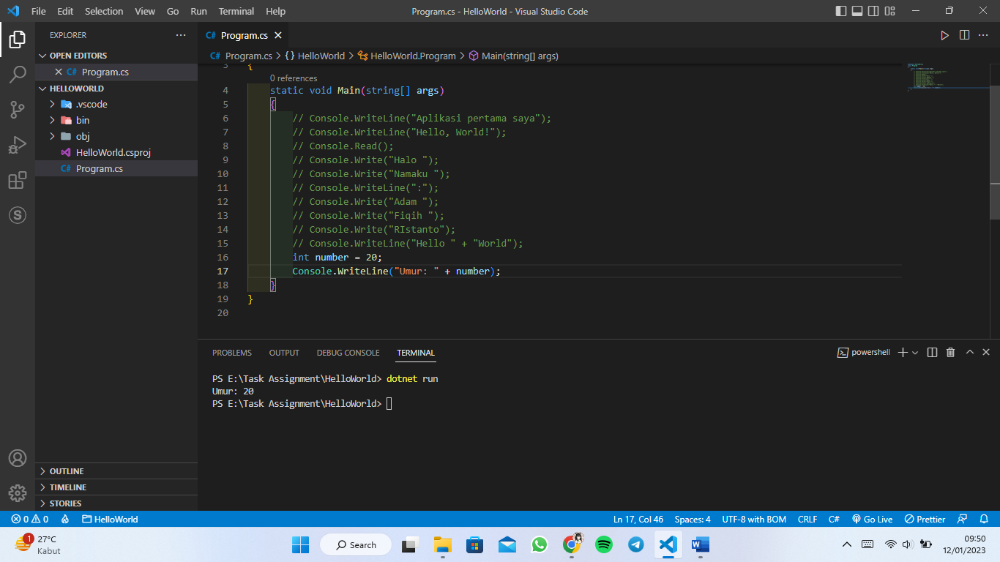 File Edit Selection View Go Run Terminal Help Program.cs - HelloWorld - Visual Studio Code
EXPLORER
OPEN EDITORS
C# Program.cs
HELLOWORLD
.vscode
bin
obj
HelloWorld.csproj
C# Program.cs
OUTLINE
TIMELINE
STORIES
C# Program.cs
C# Program.cs > {} HelloWorld > HelloWorld.Program > Main(string[] args)
3 {
0 references
4 static void Main(string[] args)
5 {
6 // Console.WriteLine("Aplikasi pertama saya");
7 // Console.WriteLine("Hello, World!");
8 // Console.Read();
9 // Console.Write("Halo ");
10 // Console.Write("Namaku ");
11 // Console.WriteLine(":");
12 // Console.Write("Adam ");
13 // Console.Write("Fiqih ");
14 // Console.Write("RIstanto");
15 // Console.WriteLine("Hello " + "World");
16 int number = 20;
17 Console.WriteLine("Umur: " + number);
18 }
19 }
20
PROBLEMS OUTPUT DEBUG CONSOLE TERMINAL powershell
PS E:\Task Assignment\HelloWorld> dotnet run
Umur: 20
PS E:\Task Assignment\HelloWorld>
0 0 HelloWorld Ln 17, Col 46 Spaces: 4 UTF-8 with BOM CRLF C# Go Live Prettier
1 27°C
Kabut
Search
09:50
12/01/2023